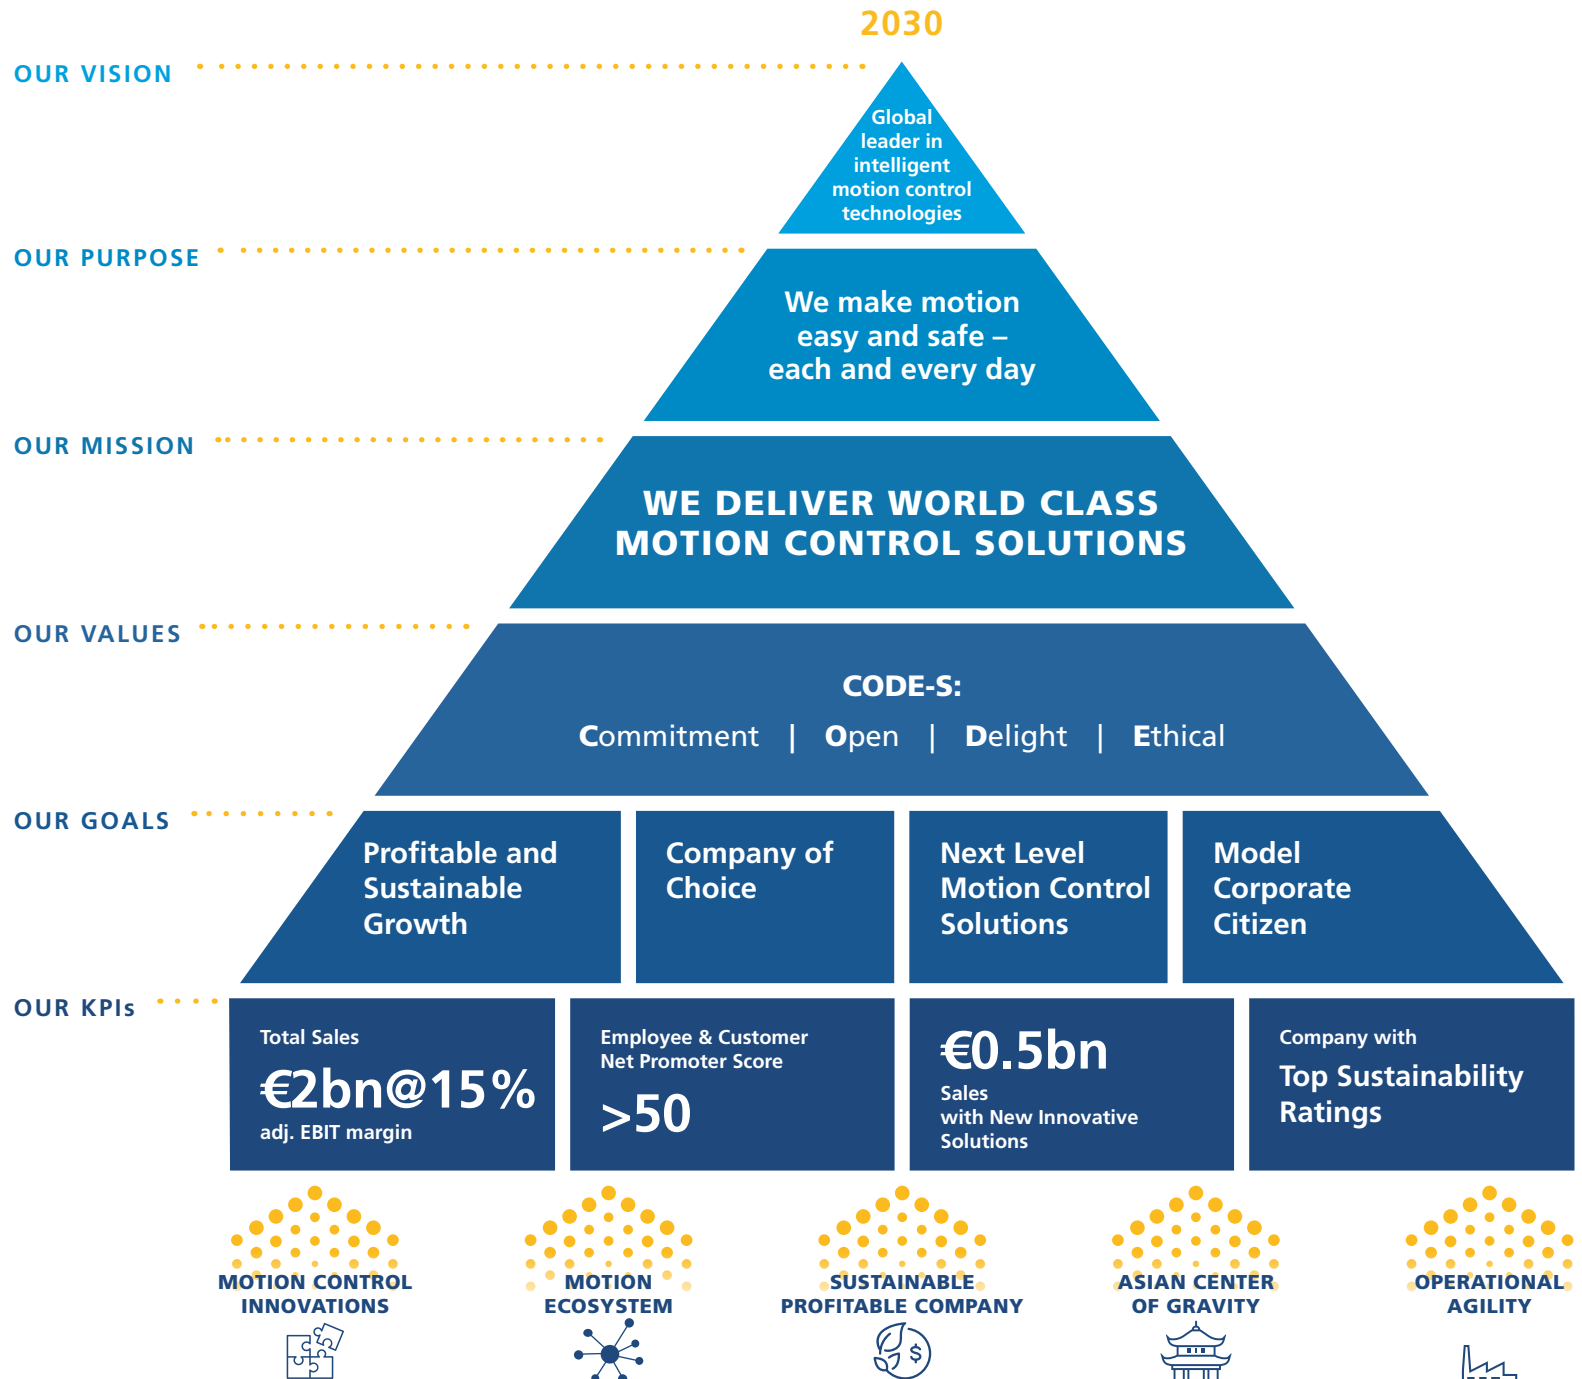 2030
OUR VISION
Global
leader in
intelligent
motion control
technologies
OUR PURPOSE
We make motion
easy and safe –
each and every day
OUR MISSION
WE DELIVER WORLD CLASS
MOTION CONTROL SOLUTIONS
OUR VALUES
CODE-S:
Commitment | Open | Delight | Ethical
OUR GOALS
Profitable and
Sustainable
Growth
Company of
Choice
Next Level
Motion Control
Solutions
Model
Corporate
Citizen
OUR KPIs
Total Sales
€2bn@15%
adj. EBIT margin
Employee & Customer
Net Promoter Score
>50
€0.5bn
Sales
with New Innovative
Solutions
Company with
Top Sustainability
Ratings
MOTION CONTROL
INNOVATIONS
MOTION
ECOSYSTEM
SUSTAINABLE
PROFITABLE COMPANY
$
ASIAN CENTER
OF GRAVITY
OPERATIONAL
AGILITY